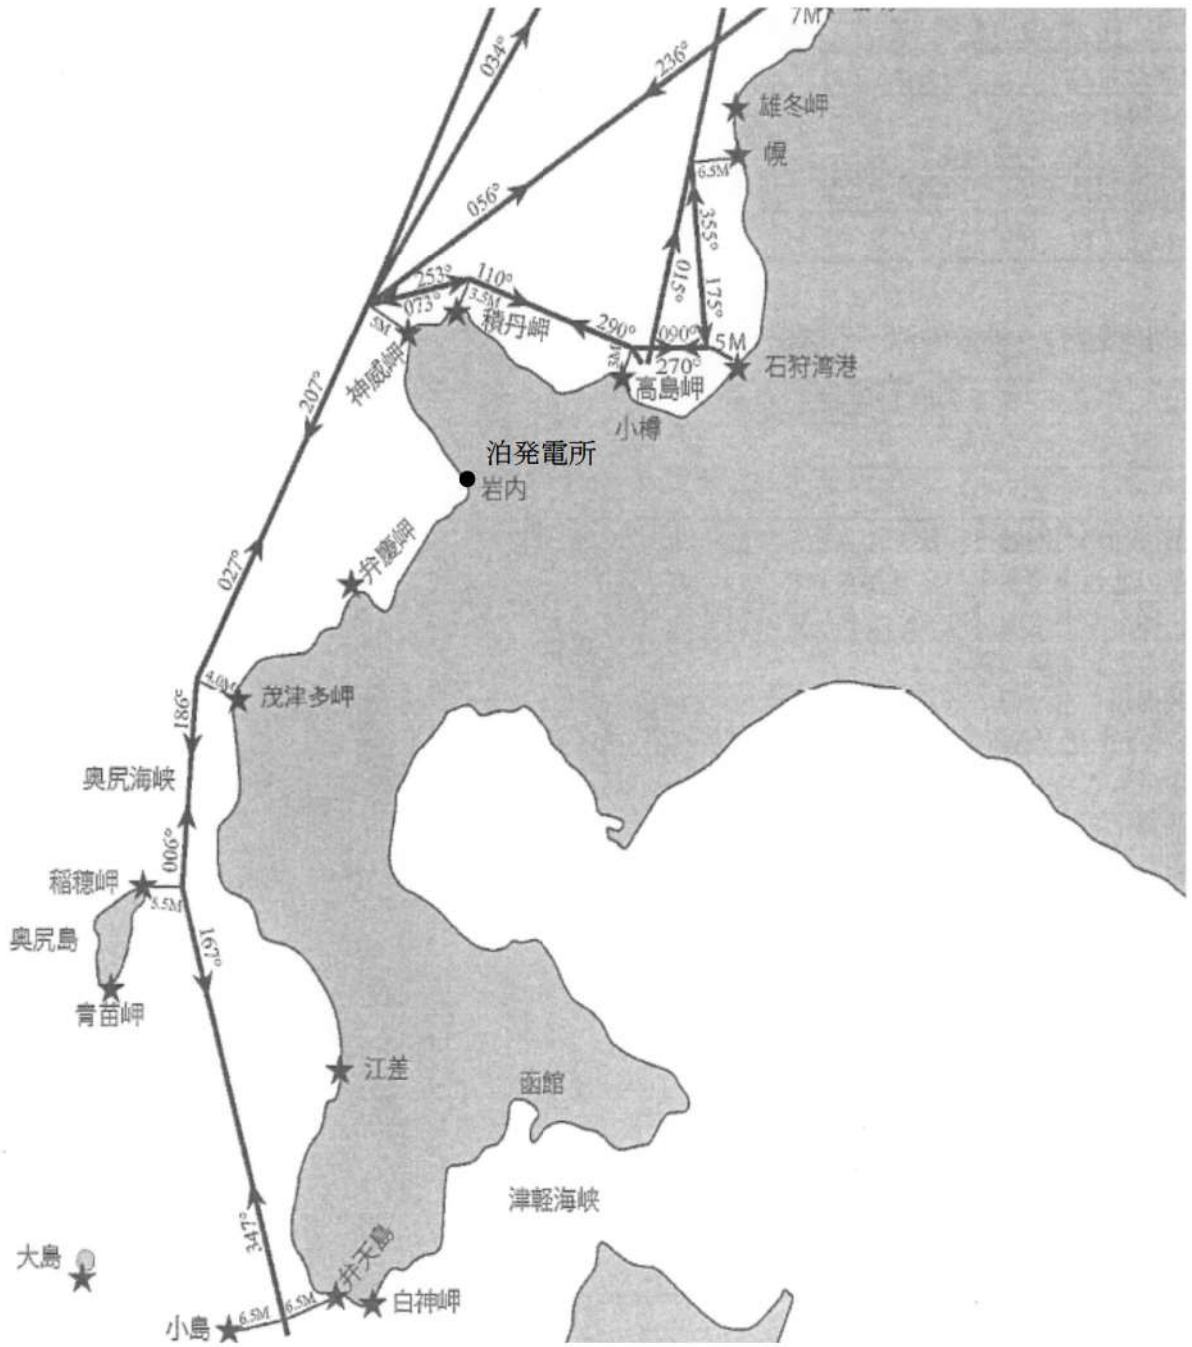 7M
034°
236°
雄冬岬
幌
6.5M
056°
355°
253°
110°
015°
175°
073°
3.5M
5M
積丹岬
290°
090°
5M
神威岬
3M
270°
石狩湾港
高島岬
207°
小樽
泊発電所
岩内
弁慶岬
027°
4.0M
茂津多岬
186°
奥尻海峡
006°
稲穂岬
5.5M
奥尻島
167°
青苗岬
江差
函館
津軽海峡
347°
弁天島
大島
6.5M
6.5M
白神岬
小島